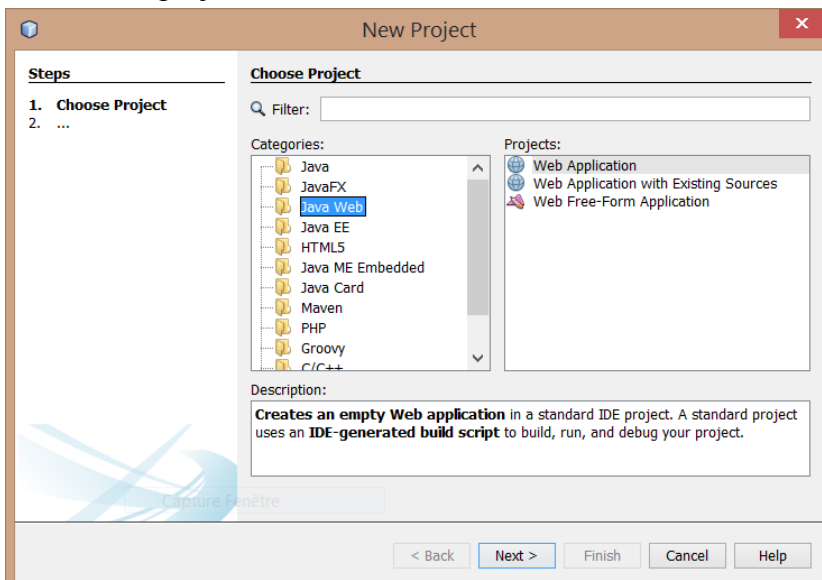 New Project
Steps
1. Choose Project
2. ...
Choose Project
Filter:
Categories:
Java
JavaFX
Java Web
Java EE
HTML5
Java ME Embedded
Java Card
Maven
PHP
Groovy
C/C++
Projects:
Web Application
Web Application with Existing Sources
Web Free-Form Application
Description:
Creates an empty Web application in a standard IDE project. A standard project
uses an IDE-generated build script to build, run, and debug your project.
Capture Fenêtre
< Back
Next >
Finish
Cancel
Help